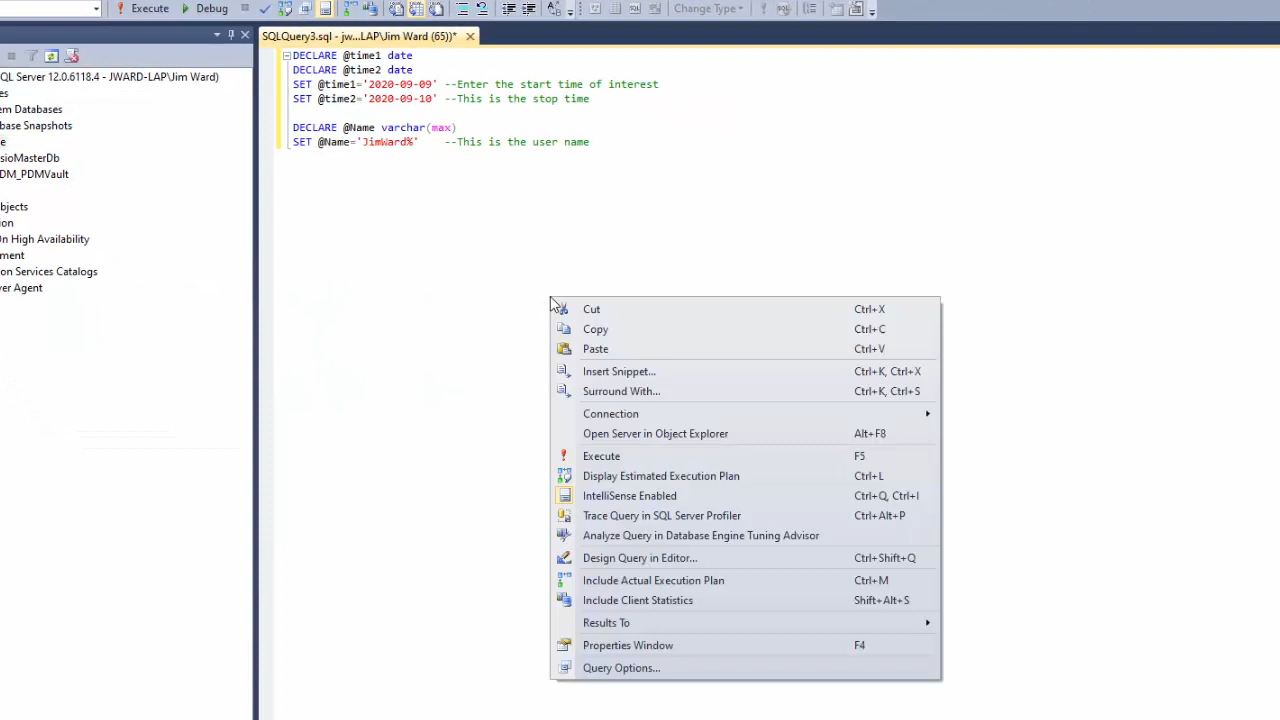 Execute Debug Change Type
SQLQuery3.sql - jw...LAP\Jim Ward (65))*
QL Server 12.0.6118.4 - JWARD-LAP\Jim Ward)
es
em Databases
base Snapshots
e
sioMasterDb
DM_PDMVault
bjects
ion
On High Availability
ment
ion Services Catalogs
ver Agent
DECLARE @time1 date
DECLARE @time2 date
SET @time1='2020-09-09' --Enter the start time of interest
SET @time2='2020-09-10' --This is the stop time
DECLARE @Name varchar(max)
SET @Name='JimWard%' --This is the user name
Cut Ctrl+X
Copy Ctrl+C
Paste Ctrl+V
Insert Snippet... Ctrl+K, Ctrl+X
Surround With... Ctrl+K, Ctrl+S
Connection
Open Server in Object Explorer Alt+F8
Execute F5
Display Estimated Execution Plan Ctrl+L
IntelliSense Enabled Ctrl+Q, Ctrl+I
Trace Query in SQL Server Profiler Ctrl+Alt+P
Analyze Query in Database Engine Tuning Advisor
Design Query in Editor... Ctrl+Shift+Q
Include Actual Execution Plan Ctrl+M
Include Client Statistics Shift+Alt+S
Results To
Properties Window F4
Query Options...